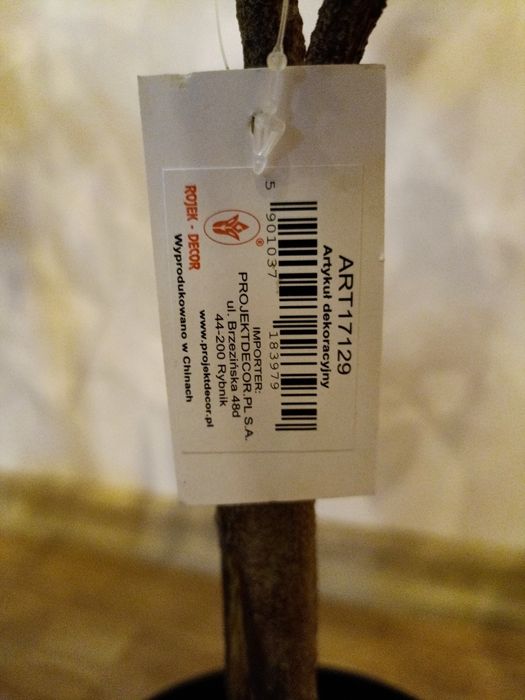 ART17129
Artykuł dekoracyjny
5 901037 183979
®
IMPORTER:
PROJEKTDECOR.PL S.A.
ul. Brzezińska 48d
44-200 Rybnik
www.projektdecor.pl
ROJEK - DECOR
Wyprodukowano w Chinach